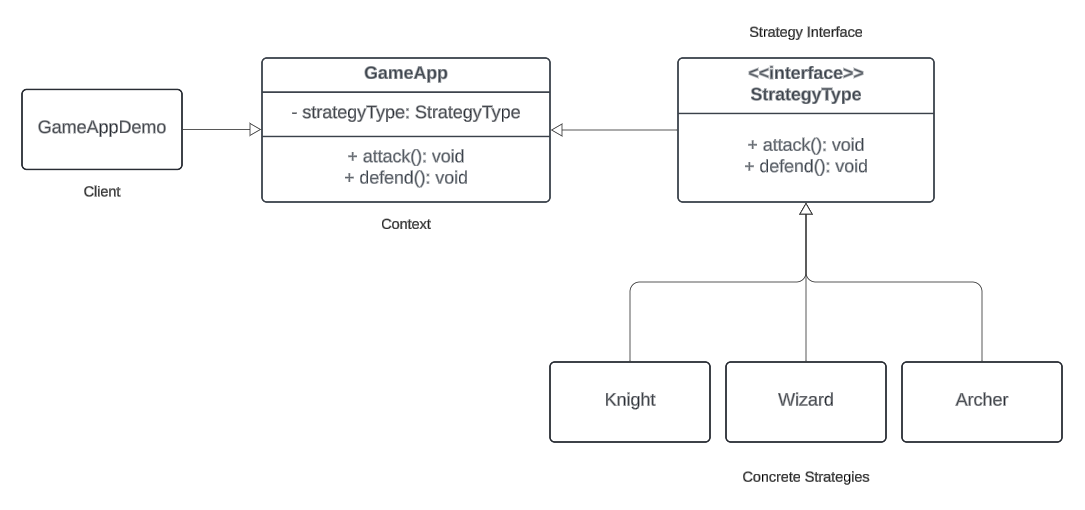 Strategy Interface
GameApp
- strategyType: StrategyType
+ attack(): void
+ defend(): void
<<interface>>
StrategyType
+ attack(): void
+ defend(): void
GameAppDemo
Client
Context
Knight
Wizard
Archer
Concrete Strategies